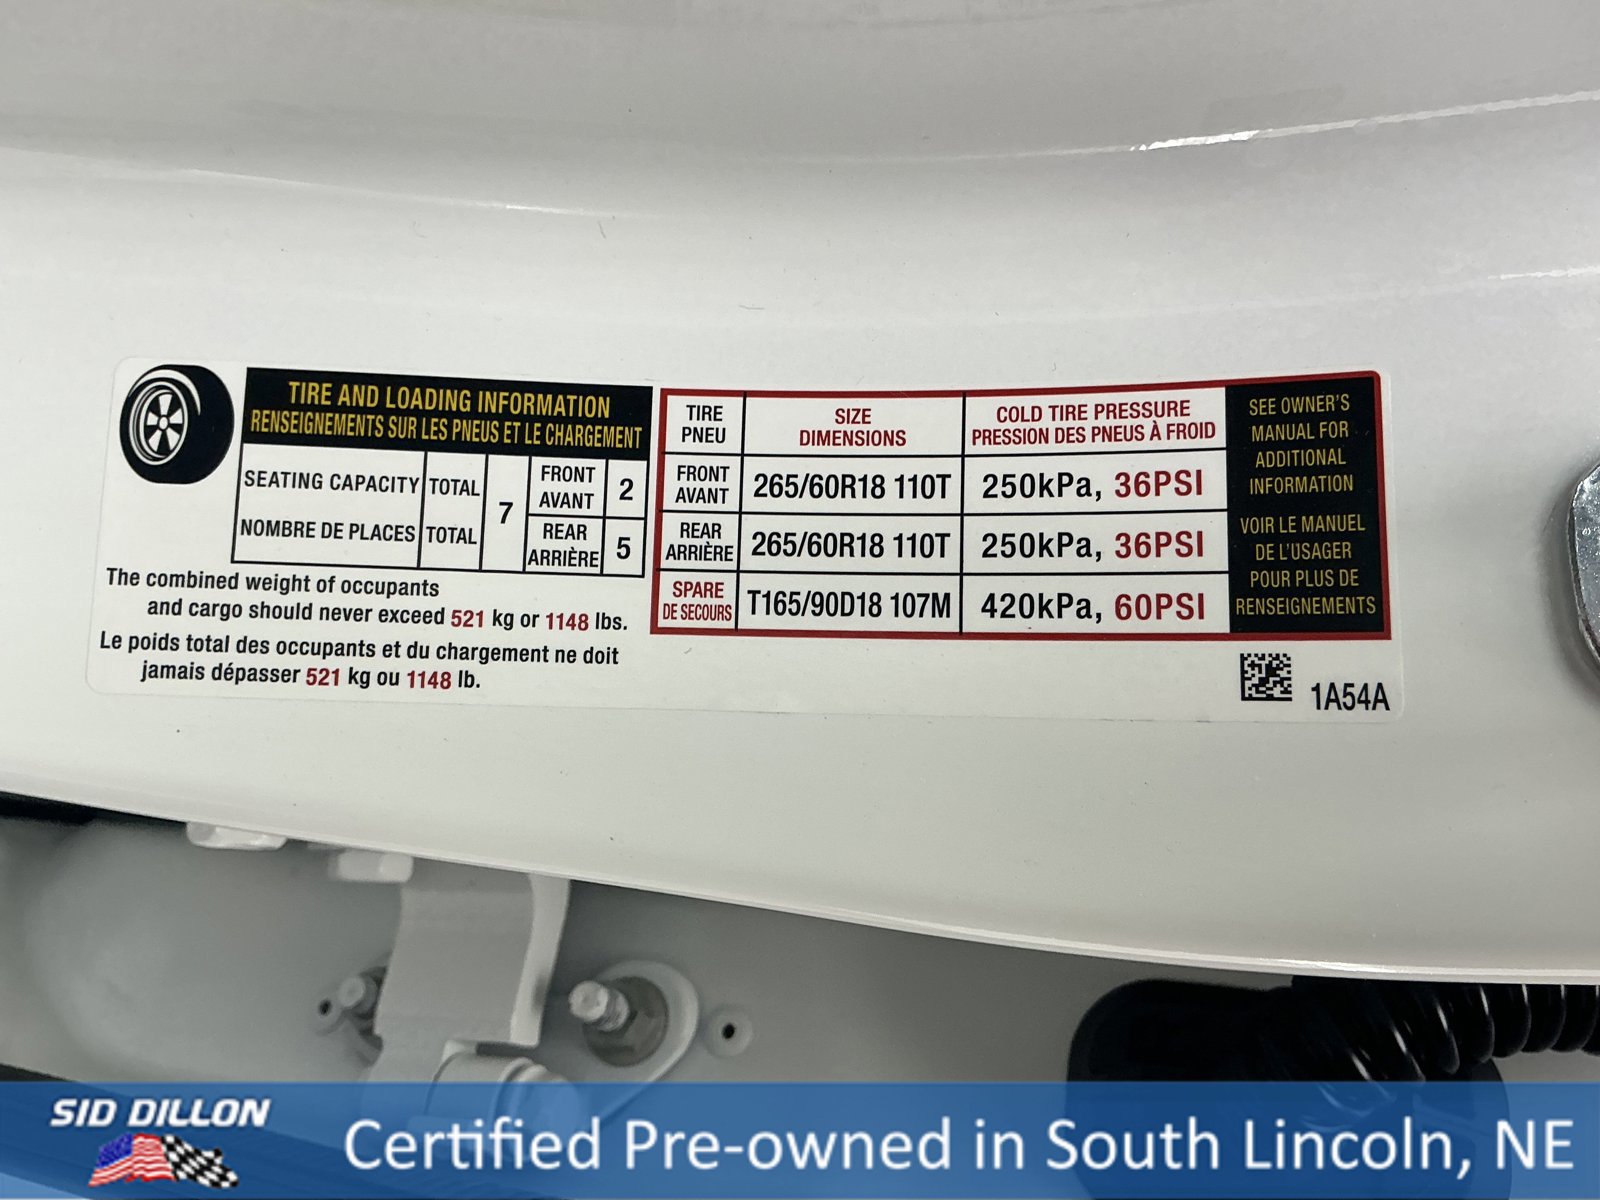 TIRE AND LOADING INFORMATION
RENSEIGNEMENTS SUR LES PNEUS ET LE CHARGEMENT
SEATING CAPACITY TOTAL 7 FRONT AVANT 2
NOMBRE DE PLACES TOTAL REAR ARRIÈRE 5
The combined weight of occupants
and cargo should never exceed 521 kg or 1148 lbs.
Le poids total des occupants et du chargement ne doit
jamais dépasser 521 kg ou 1148 lb.
TIRE SIZE COLD TIRE PRESSURE
PNEU DIMENSIONS PRESSION DES PNEUS À FROID
FRONT AVANT 265/60R18 110T 250kPa, 36PSI
REAR ARRIÈRE 265/60R18 110T 250kPa, 36PSI
SPARE DE SECOURS T165/90D18 107M 420kPa, 60PSI
SEE OWNER'S
MANUAL FOR
ADDITIONAL
INFORMATION
VOIR LE MANUEL
DE L'USAGER
POUR PLUS DE
RENSEIGNEMENTS
1A54A
SID DILLON
Certified Pre-owned in South Lincoln, NE